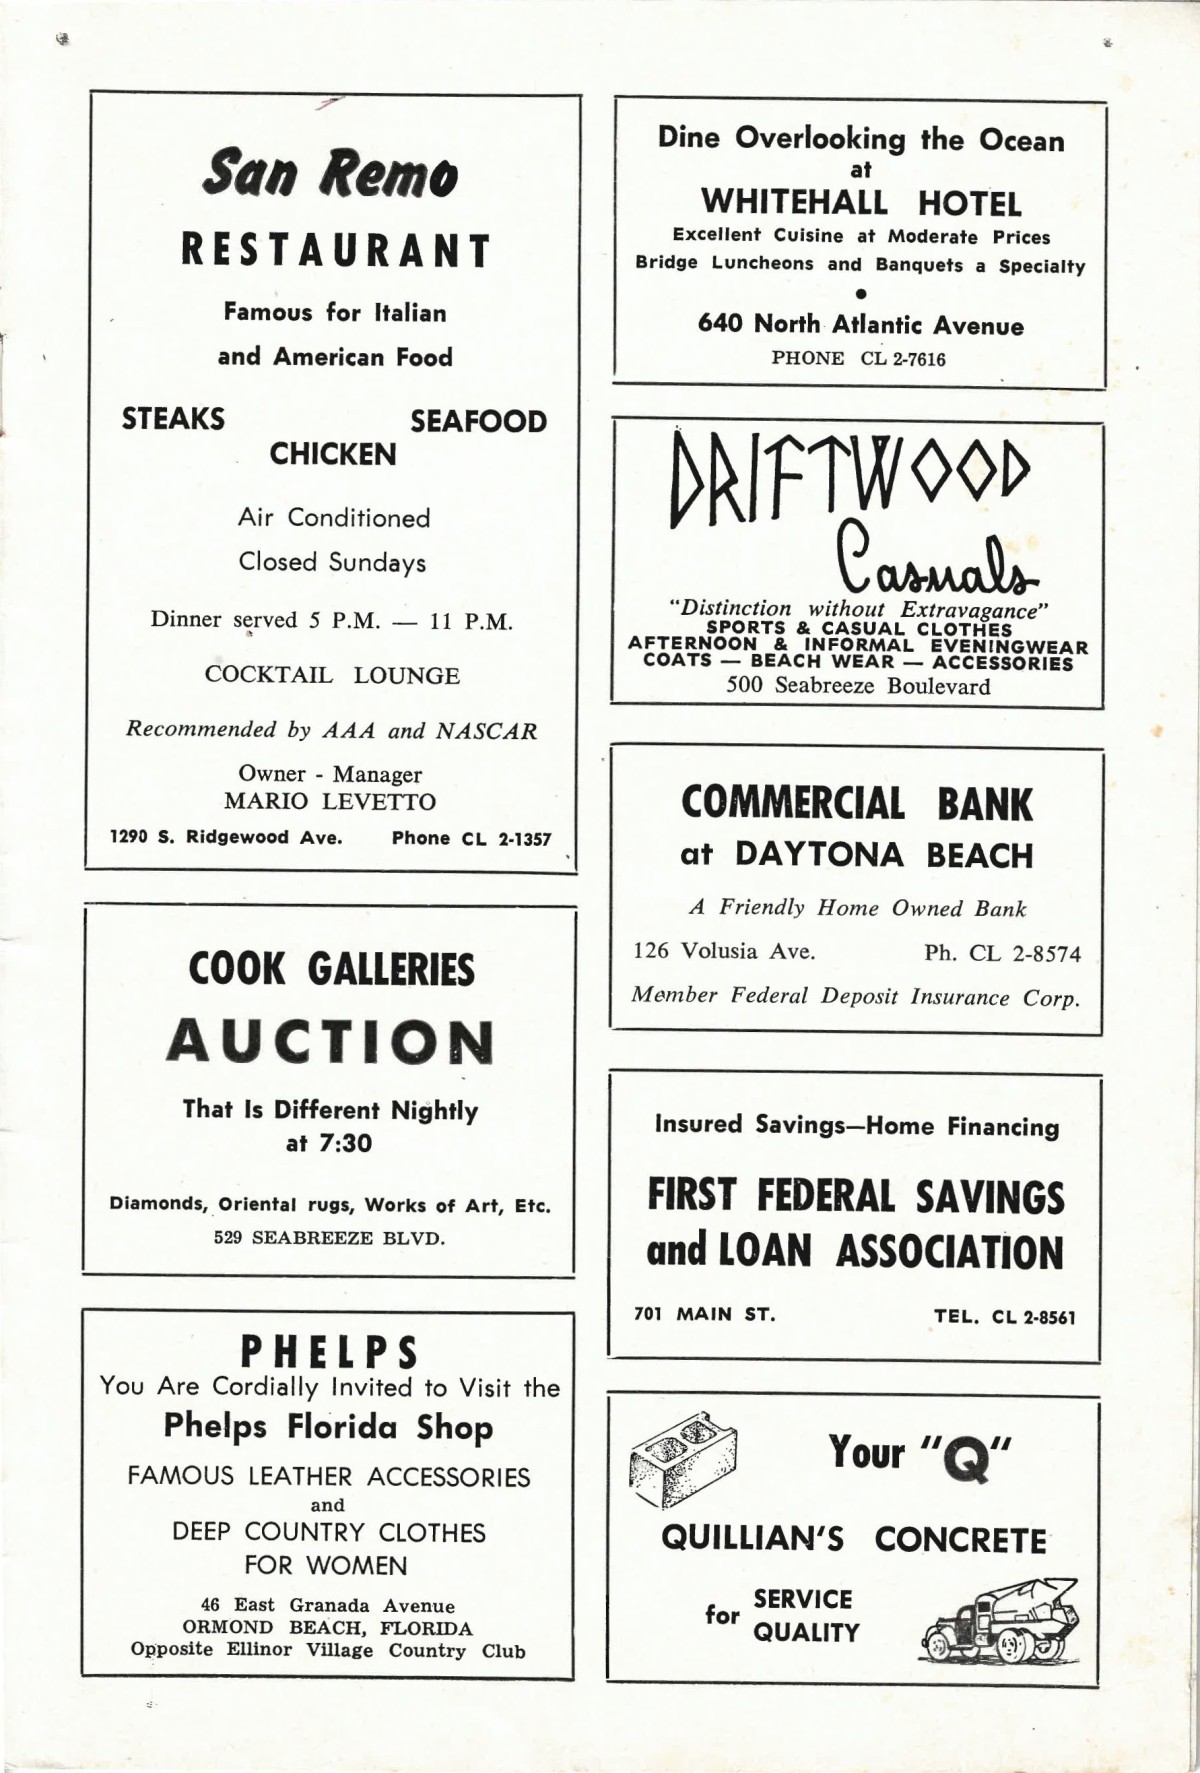 San Remo
RESTAURANT
Famous for Italian
and American Food
STEAKS SEAFOOD
CHICKEN
Air Conditioned
Closed Sundays
Dinner served 5 P.M. — 11 P.M.
COCKTAIL LOUNGE
Recommended by AAA and NASCAR
Owner - Manager
MARIO LEVETTO
1290 S. Ridgewood Ave. Phone CL 2-1357
COOK GALLERIES
AUCTION
That Is Different Nightly
at 7:30
Diamonds, Oriental rugs, Works of Art, Etc.
529 SEABREEZE BLVD.
PHELPS
You Are Cordially Invited to Visit the
Phelps Florida Shop
FAMOUS LEATHER ACCESSORIES
and
DEEP COUNTRY CLOTHES
FOR WOMEN
46 East Granada Avenue
ORMOND BEACH, FLORIDA
Opposite Ellinor Village Country Club
Dine Overlooking the Ocean
at
WHITEHALL HOTEL
Excellent Cuisine at Moderate Prices
Bridge Luncheons and Banquets a Specialty
•
640 North Atlantic Avenue
PHONE CL 2-7616
DRIFTWOOD
Casuals
"Distinction without Extravagance"
SPORTS & CASUAL CLOTHES
AFTERNOON & INFORMAL EVENINGWEAR
COATS — BEACH WEAR — ACCESSORIES
500 Seabreeze Boulevard
COMMERCIAL BANK
at DAYTONA BEACH
A Friendly Home Owned Bank
126 Volusia Ave. Ph. CL 2-8574
Member Federal Deposit Insurance Corp.
Insured Savings—Home Financing
FIRST FEDERAL SAVINGS
and LOAN ASSOCIATION
701 MAIN ST. TEL. CL 2-8561
Your "Q"
QUILLIAN'S CONCRETE
for SERVICE
QUALITY